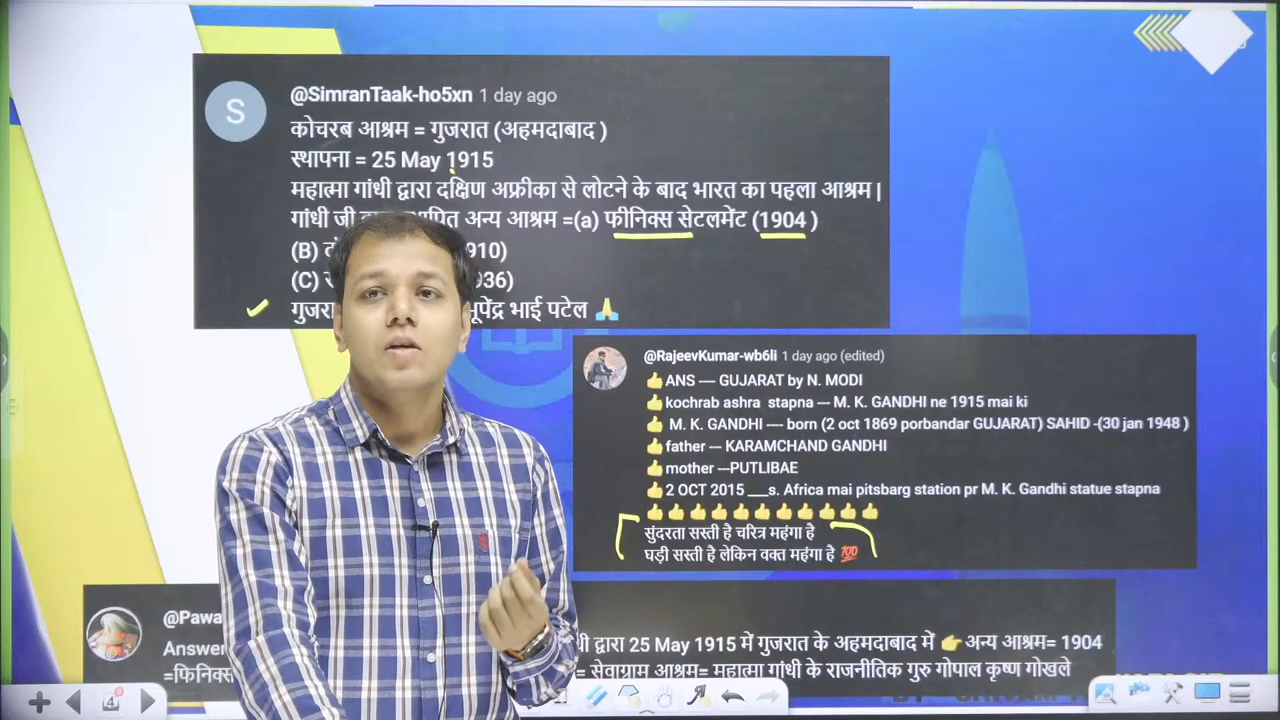 @SimranTaak-ho5xn 1 day ago
S
कोचरब आश्रम = गुजरात (अहमदाबाद )
स्थापना = 25 May 1915
महात्मा गांधी द्वारा दक्षिण अफ्रीका से लोटने के बाद भारत का पहला आश्रम |
गांधी जी अन्य आश्रम =(a) फीनिक्स सेटलमेंट (1904 )
(B) 910)
(C) 936)
भूपेंद्र भाई पटेल 🙏
@RajeevKumar-wb6li 1 day ago (edited)
👍ANS ---- GUJARAT by N. MODI
👍kochrab ashra stapna --- M. K. GANDHI ne 1915 mai ki
👍 M. K. GANDHI ---- born (2 oct 1869 porbandar GUJARAT) SAHID -(30 jan 1948 )
👍father --- KARAMCHAND GANDHI
👍mother ---PUTLIBAE
👍2 OCT 2015 ___s. Africa mai pitsbarg station pr M. K. Gandhi statue stapna
👍👍👍👍👍👍👍👍👍👍👍
सुंदरता सस्ती है चरित्र महंगा है
घड़ी सस्ती है लेकिन वक्त महंगा है 💯
@Pawa
Answer द्वारा 25 May 1915 में गुजरात के अहमदाबाद में 👉 अन्य आश्रम= 1904
= सेवाग्राम आश्रम= महात्मा गांधी के राजनीतिक गुरु गोपाल कृष्ण गोखले
4